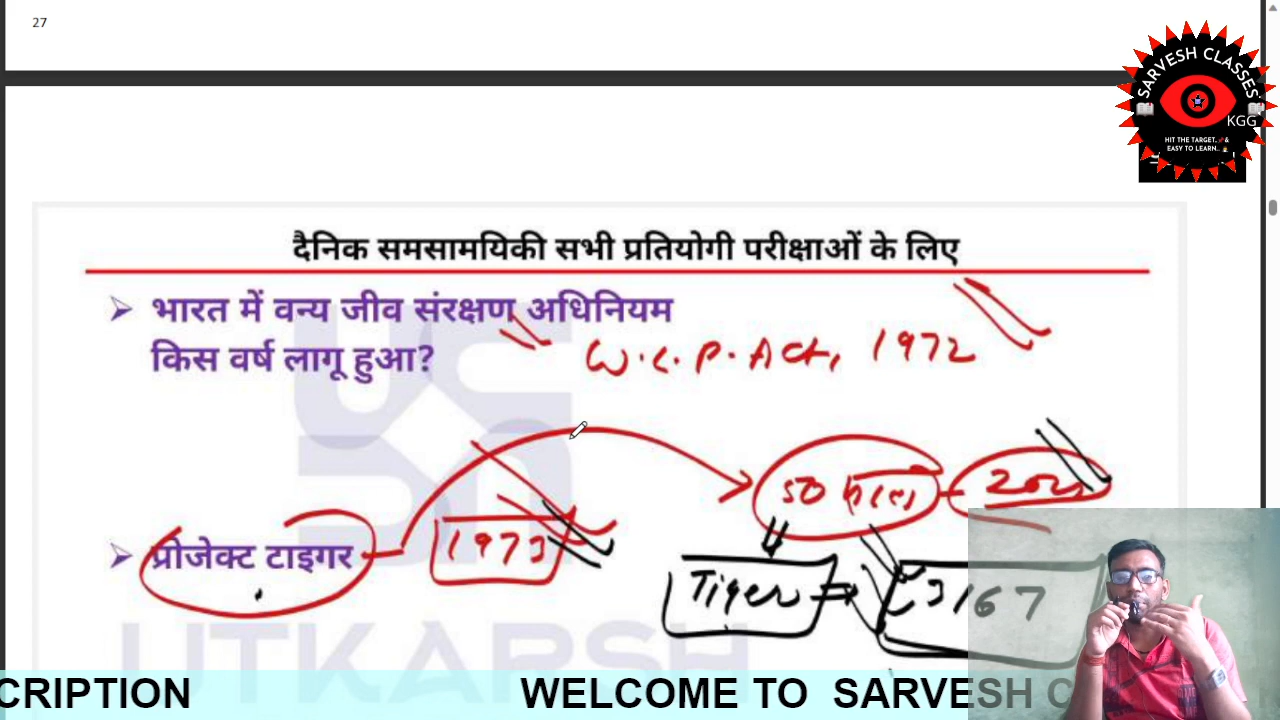 27
SARVESH CLASSES
KGG
HIT THE TARGET.. &
EASY TO LEARN..
दैनिक समसामयिकी सभी प्रतियोगी परीक्षाओं के लिए
भारत में वन्य जीव संरक्षण अधिनियम
किस वर्ष लागू हुआ?
W.L.P. Act, 1972
प्रोजेक्ट टाइगर
1973
50
Tiger
3167
UTKARSH
CRIPTION WELCOME TO SARVESH C